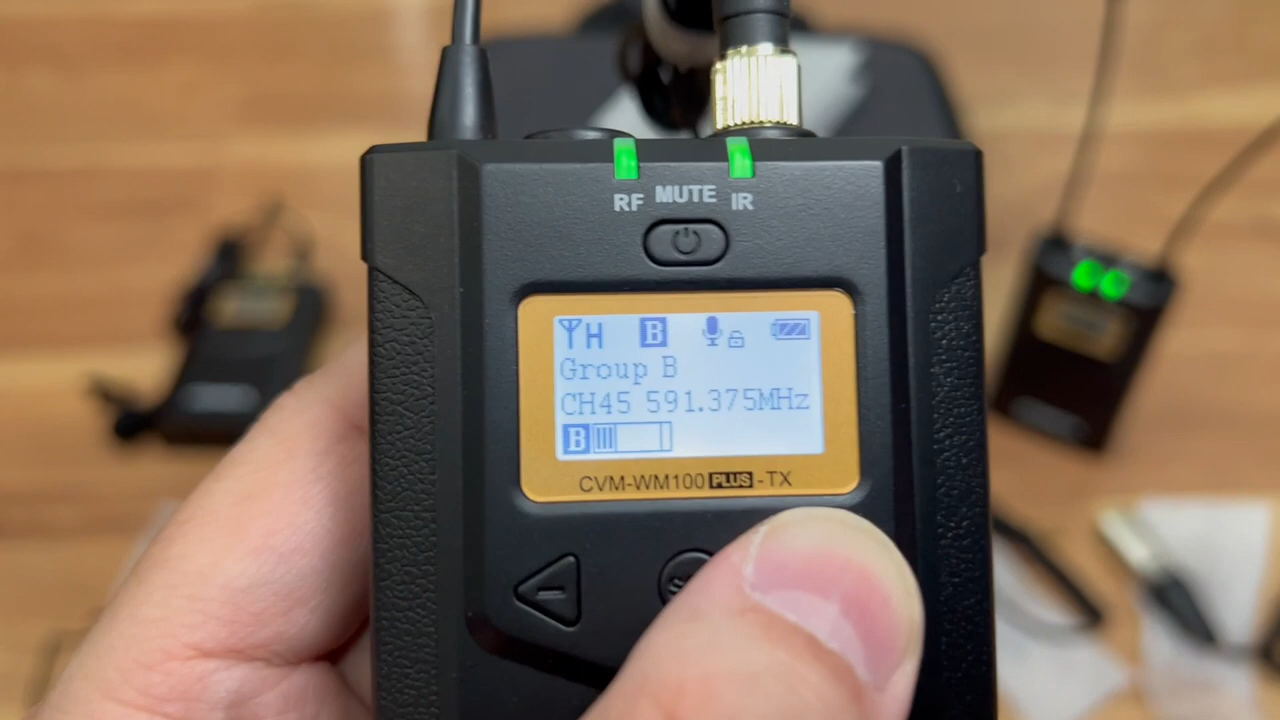 RF MUTE IR
H B
Group B
CH45 591.375MHz
B
CVM-WM100 PLUS -TX